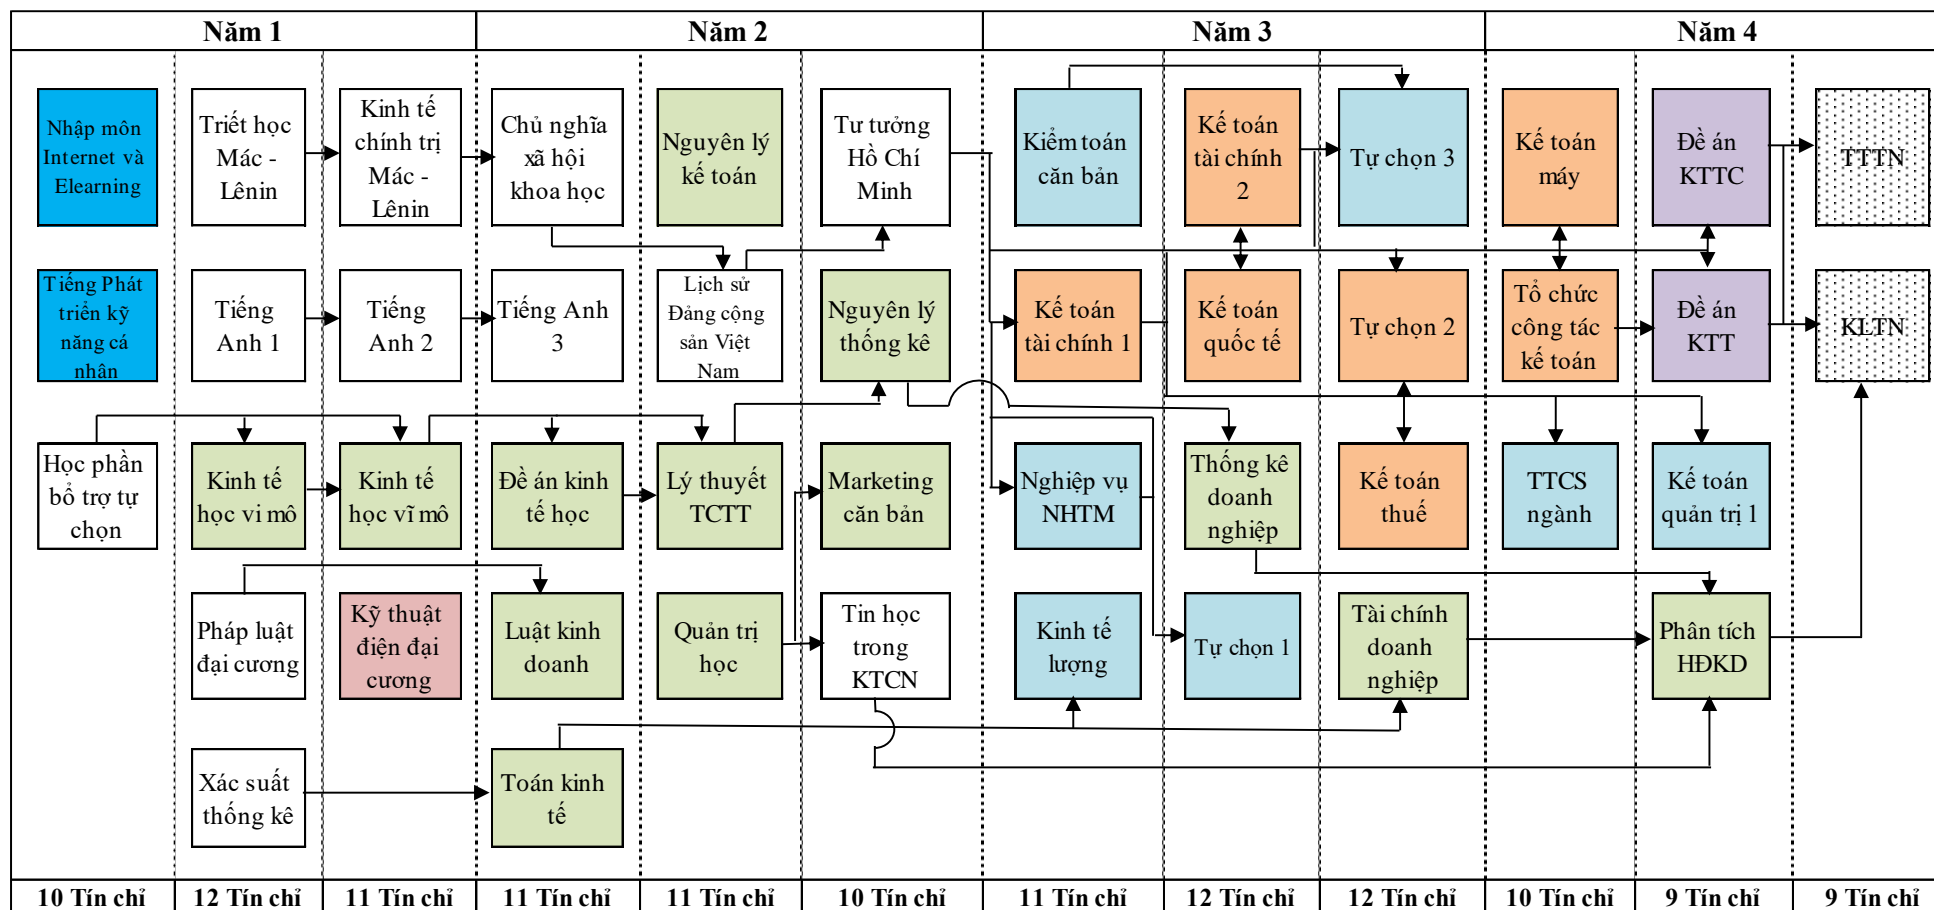 Năm 1
Năm 2
Năm 3
Năm 4
Nhập môn
Internet và
Elearning
Triết học
Mác -
Lênin
Kinh tế
chính trị
Mác -
Lênin
Chủ nghĩa
xã hội
khoa học
Nguyên lý
kế toán
Tư tưởng
Hồ Chí
Minh
Kiểm toán
căn bản
Kế toán
tài chính
2
Tự chọn 3
Kế toán
máy
Đề án
KTTC
TTTN
Tiếng Phát
triển kỹ
năng cá
nhân
Tiếng
Anh 1
Tiếng
Anh 2
Tiếng Anh
3
Lịch sử
Đảng cộng
sản Việt
Nam
Nguyên lý
thống kê
Kế toán
tài chính 1
Kế toán
quốc tế
Tự chọn 2
Tổ chức
công tác
kế toán
Đề án
KTT
KLTN
Học phần
bổ trợ tự
chọn
Kinh tế
học vi mô
Kinh tế
học vĩ mô
Đề án kinh
tế học
Lý thuyết
TCTT
Marketing
căn bản
Nghiệp vụ
NHTM
Thống kê
doanh
nghiệp
Kế toán
thuế
TTCS
ngành
Kế toán
quản trị 1
Pháp luật
đại cương
Kỹ thuật
điện đại
cương
Luật kinh
doanh
Quản trị
học
Tin học
trong
KTCN
Kinh tế
lượng
Tự chọn 1
Tài chính
doanh
nghiệp
Phân tích
HĐKD
Xác suất
thống kê
Toán kinh
tế
10 Tín chỉ
12 Tín chỉ
11 Tín chỉ
11 Tín chỉ
11 Tín chỉ
10 Tín chỉ
11 Tín chỉ
12 Tín chỉ
12 Tín chỉ
10 Tín chỉ
9 Tín chỉ
9 Tín chỉ